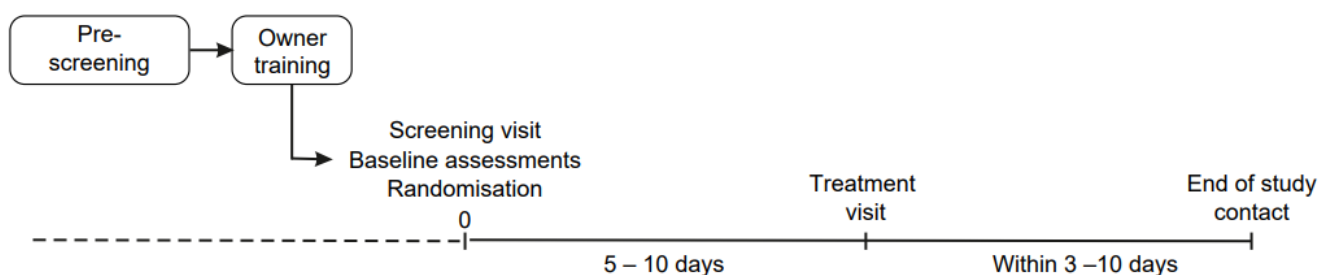 Pre-
screening
Owner
training
Screening visit
Baseline assessments
Randomisation
0
Treatment
visit
End of study
contact
5 – 10 days
Within 3 –10 days